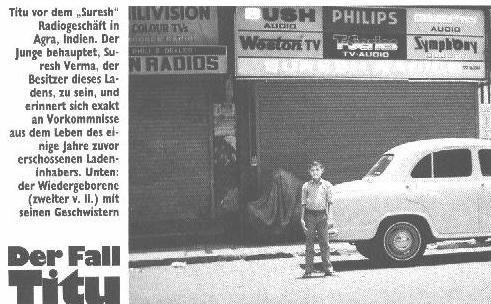 Titu vor dem „Suresh"
Radiogeschäft in
Agra, Indien. Der
Junge behauptet, Su-
resh Verma, der
Besitzer dieses La-
dens, zu sein, und
erinnert sich exakt
an Vorkommnisse
aus dem Leben des ei-
nige Jahre zuvor
erschossenen Laden-
inhabers. Unten:
der Wiedergeborene
(zweiter v. li.) mit
seinen Geschwistern
Der Fall
Titu
LIVISION
COLOUR TVs
DEALER
N RADIOS
BUSH
AUDIO
Weston TV
PHILIPS
AUDIO
TV-AUDIO
Symphony